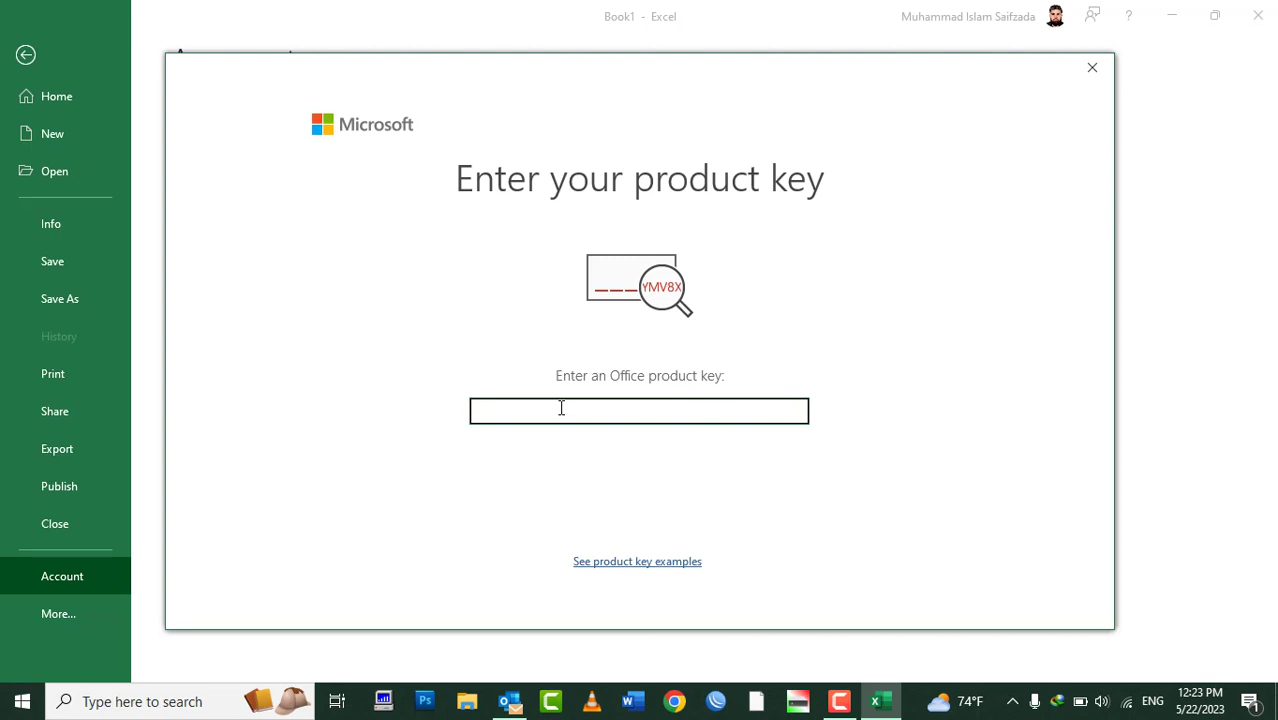 Book1 - Excel
Muhammad Islam Saifzada
?
Home
New
Open
Info
Save
Save As
History
Print
Share
Export
Publish
Close
Account
More...
Microsoft
Enter your product key
YMV8X
Enter an Office product key:
See product key examples
Type here to search
Ps
74°F
ENG
12:23 PM
5/22/2023